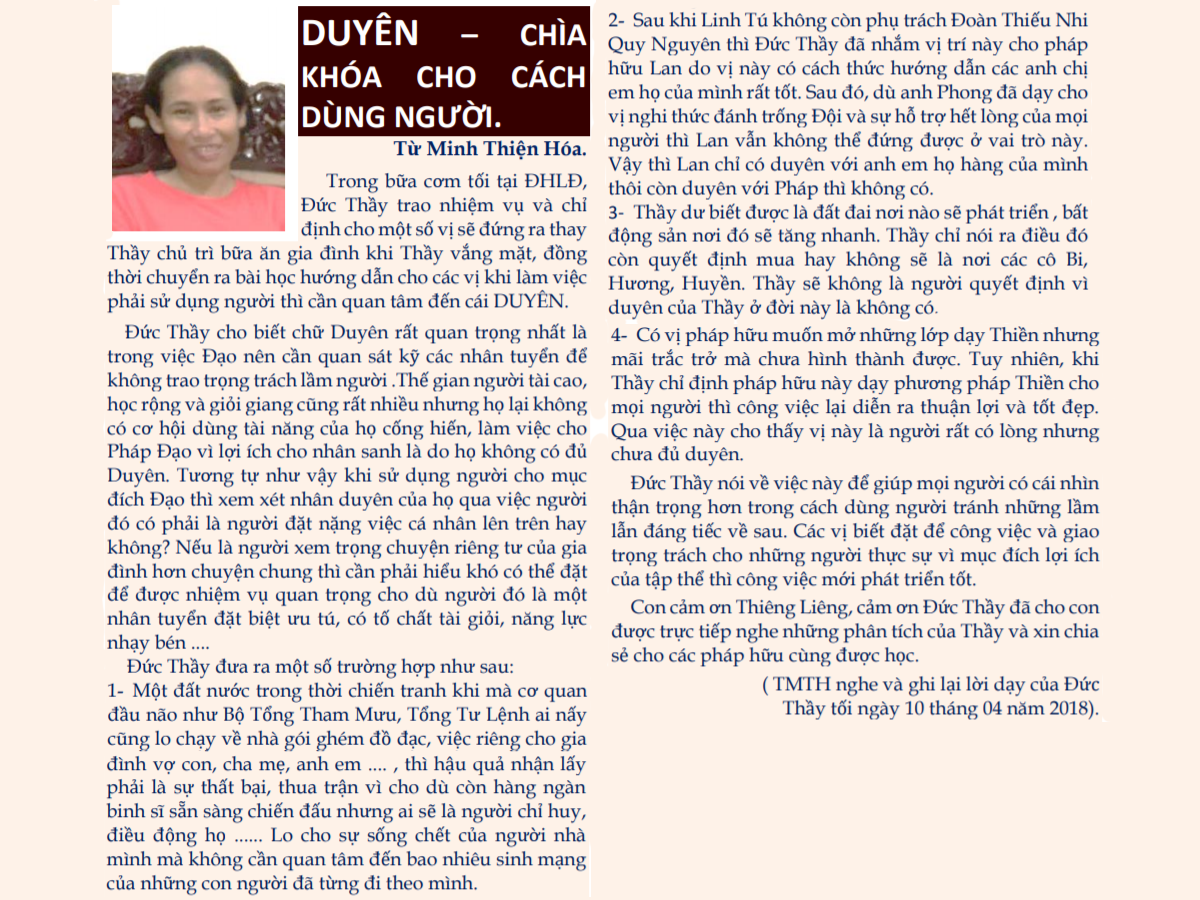 DUYÊN – CHÌA
KHÓA CHO CÁCH
DÙNG NGƯỜI.
Từ Minh Thiện Hóa.
Trong bữa cơm tối tại ĐHLĐ,
Đức Thầy trao nhiệm vụ và chỉ
định cho một số vị sẽ đứng ra thay
Thầy chủ trì bữa ăn gia đình khi Thầy vắng mặt, đồng
thời chuyển ra bài học hướng dẫn cho các vị khi làm việc
phải sử dụng người thì cần quan tâm đến cái DUYÊN.
Đức Thầy cho biết chữ Duyên rất quan trọng nhất là
trong việc Đạo nên cần quan sát kỹ các nhân tuyển để
không trao trọng trách lầm người .Thế gian người tài cao,
học rộng và giỏi giang cũng rất nhiều nhưng họ lại không
có cơ hội dùng tài năng của họ cống hiến, làm việc cho
Pháp Đạo vì lợi ích cho nhân sanh là do họ không có đủ
Duyên. Tương tự như vậy khi sử dụng người cho mục
đích Đạo thì xem xét nhân duyên của họ qua việc người
đó có phải là người đặt nặng việc cá nhân lên trên hay
không? Nếu là người xem trọng chuyện riêng tư của gia
đình hơn chuyện chung thì cần phải hiểu khó có thể đặt
để được nhiệm vụ quan trọng cho dù người đó là một
nhân tuyển đặt biệt ưu tú, có tố chất tài giỏi, năng lực
nhạy bén ....
Đức Thầy đưa ra một số trường hợp như sau:
1- Một đất nước trong thời chiến tranh khi mà cơ quan
đầu não như Bộ Tổng Tham Mưu, Tổng Tư Lệnh ai nấy
cũng lo chạy về nhà gói ghém đồ đạc, việc riêng cho gia
đình vợ con, cha mẹ, anh em .... , thì hậu quả nhận lấy
phải là sự thất bại, thua trận vì cho dù còn hàng ngàn
binh sĩ sẵn sàng chiến đấu nhưng ai sẽ là người chỉ huy,
điều động họ ...... Lo cho sự sống chết của người nhà
mình mà không cần quan tâm đến bao nhiêu sinh mạng
của những con người đã từng đi theo mình.
2- Sau khi Linh Tú không còn phụ trách Đoàn Thiếu Nhi
Quy Nguyên thì Đức Thầy đã nhắm vị trí này cho pháp
hữu Lan do vị này có cách thức hướng dẫn các anh chị
em họ của mình rất tốt. Sau đó, dù anh Phong đã dạy cho
vị nghi thức đánh trống Đội và sự hỗ trợ hết lòng của mọi
người thì Lan vẫn không thể đứng được ở vai trò này.
Vậy thì Lan chỉ có duyên với anh em họ hàng của mình
thôi còn duyên với Pháp thì không có.
3- Thầy dư biết được là đất đai nơi nào sẽ phát triển , bất
động sản nơi đó sẽ tăng nhanh. Thầy chỉ nói ra điều đó
còn quyết định mua hay không sẽ là nơi các cô Bi,
Hương, Huyền. Thầy sẽ không là người quyết định vì
duyên của Thầy ở đời này là không có.
4- Có vị pháp hữu muốn mở những lớp dạy Thiền nhưng
mãi trắc trở mà chưa hình thành được. Tuy nhiên, khi
Thầy chỉ định pháp hữu này dạy phương pháp Thiền cho
mọi người thì công việc lại diễn ra thuận lợi và tốt đẹp.
Qua việc này cho thấy vị này là người rất có lòng nhưng
chưa đủ duyên.
Đức Thầy nói về việc này để giúp mọi người có cái nhìn
thận trọng hơn trong cách dùng người tránh những lầm
lẫn đáng tiếc về sau. Các vị biết đặt để công việc và giao
trọng trách cho những người thực sự vì mục đích lợi ích
của tập thể thì công việc mới phát triển tốt.
Con cảm ơn Thiêng Liêng, cảm ơn Đức Thầy đã cho con
được trực tiếp nghe những phân tích của Thầy và xin chia
sẻ cho các pháp hữu cùng được học.
( TMTH nghe và ghi lại lời dạy của Đức
Thầy tối ngày 10 tháng 04 năm 2018).